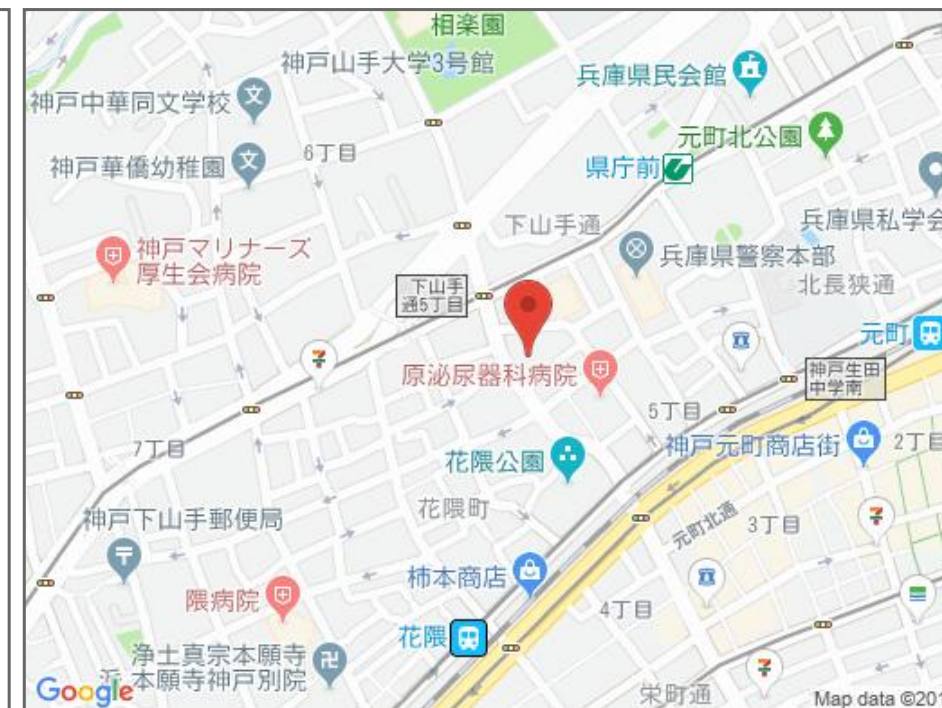 相楽園
神戸山手大学3号館
兵庫県民会館
神戸中華同文学校
元町北公園
6丁目
神戸華僑幼稚園
県庁前
下山手通
兵庫県私学会
神戸マリナーズ
厚生会病院
兵庫県警察本部
北長狭通
下山手
通5丁目
元町
神戸生田
中学南
原泌尿器科病院
5丁目
7丁目
花隈公園
神戸元町商店街
2丁目
花隈町
神戸下山手郵便局
元町北通
3丁目
柿本商店
隈病院
4丁目
花隈
浄土真宗本願寺
本願寺神戸別院
栄町通
Google
Map data ©201